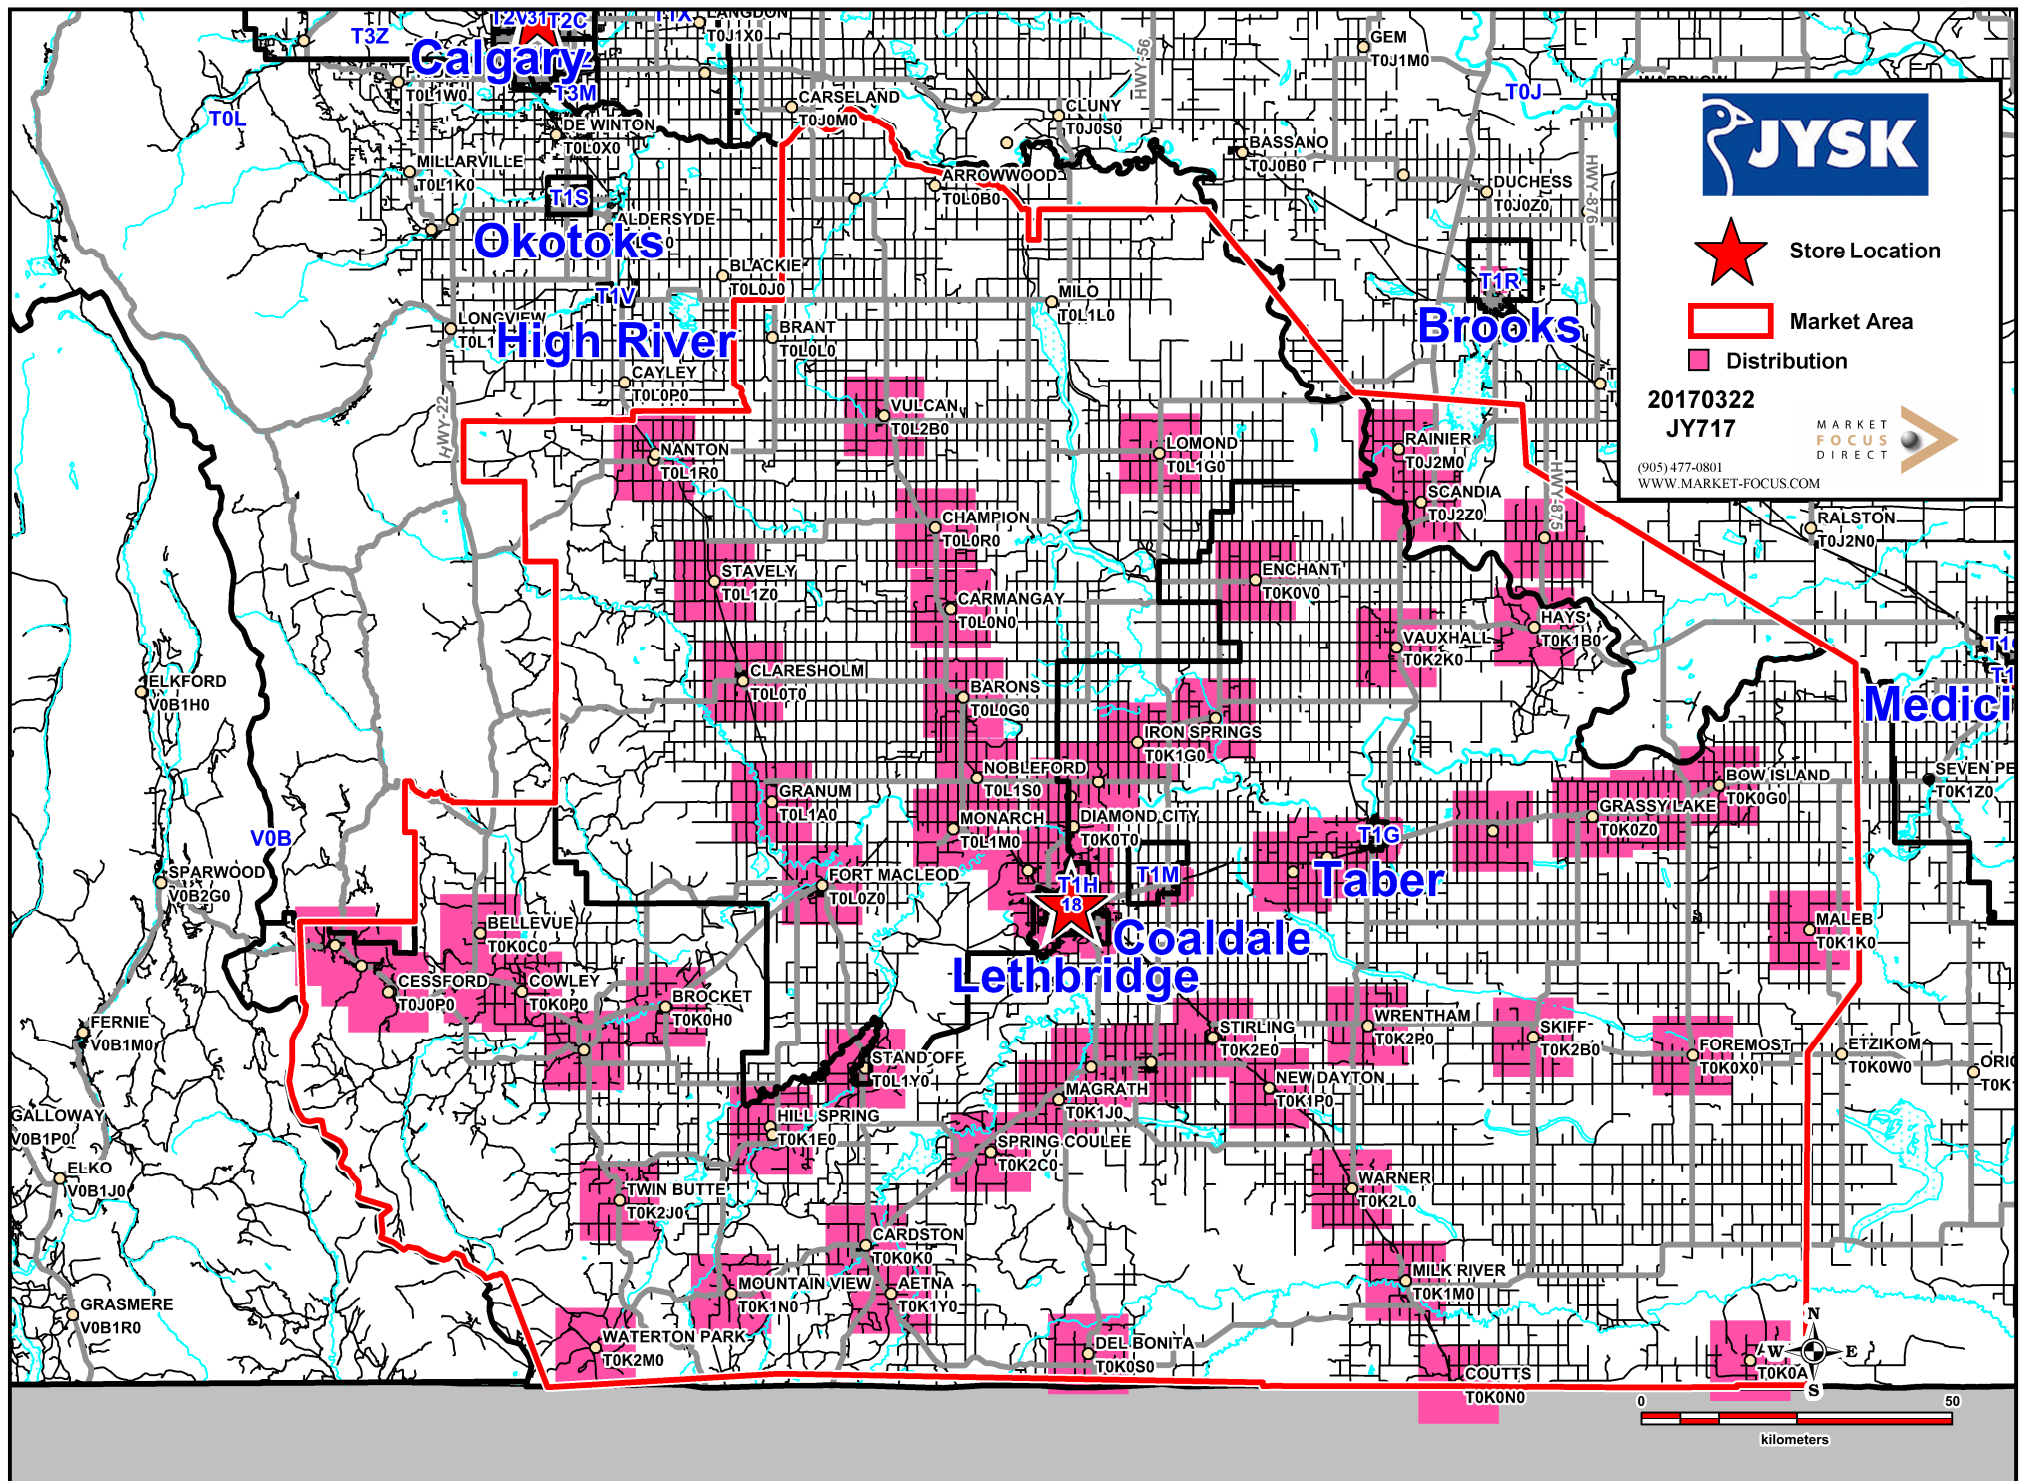 T2V
31
T2C
T1X
LANGDON
T0J1X0
T3Z
Calgary
T0L1W0
T3M
T0L
DE WINTON
T0L0X0
MILLARVILLE
T0L1K0
T1S
ALDERSYDE
Okotoks
CARSELAND
T0J0M0
CLUNY
T0J0S0
HWY-56
GEM
T0J1M0
T0J
BASSANO
T0J0B0
DUCHESS
T0J0Z0
HWY-876
ARROWWOOD
T0L0B0
BLACKIE
T0L0J0
T1V
LONGVIEW
High River
BRANT
T0L0L0
MILO
T0L1L0
T1R
Brooks
CAYLEY
T0L0P0
HWY-22
JYSK
Store Location
Market Area
Distribution
20170322
JY717
MARKET
FOCUS
DIRECT
(905) 477-0801
WWW.MARKET-FOCUS.COM
VULCAN
T0L2B0
NANTON
T0L1R0
LOMOND
T0L1G0
RAINIER
T0J2M0
SCANDIA
T0J2Z0
HWY-875
RALSTON
T0J2N0
CHAMPION
T0L0R0
STAVELY
T0L1Z0
ENCHANT
T0K0V0
CARMANGAY
T0L0N0
HAYS
T0K1B0
VAUXHALL
T0K2K0
ELKFORD
V0B1H0
CLARESHOLM
T0L0T0
BARONS
T0L0G0
Medici
IRON SPRINGS
T0K1G0
NOBLEFORD
T0L1S0
GRANUM
T0L1A0
BOW ISLAND
T0K0G0
SEVEN PE
T0K1Z0
GRASSY LAKE
T0K0Z0
MONARCH
T0L1M0
DIAMOND CITY
T0K0T0
V0B
T1G
Taber
SPARWOOD
V0B2G0
FORT MACLEOD
T0L0Z0
T1H
18
T1M
BELLEVUE
T0K0C0
MALEB
T0K1K0
Coaldale
Lethbridge
CESSFORD
T0J0P0
COWLEY
T0K0P0
BROCKET
T0K0H0
FERNIE
V0B1M0
STIRLING
T0K2E0
WRENTHAM
T0K2P0
SKIFF
T0K2B0
FOREMOST
T0K0X0
ETZIKOM
T0K0W0
STAND OFF
T0L1Y0
MAGRATH
T0K1J0
NEW DAYTON
T0K1P0
GALLOWAY
V0B1P0
HILL SPRING
T0K1E0
SPRING COULEE
T0K2C0
ELKO
V0B1J0
TWIN BUTTE
T0K2J0
WARNER
T0K2L0
CARDSTON
T0K0K0
MOUNTAIN VIEW
T0K1N0
AETNA
T0K1Y0
MILK RIVER
T0K1M0
GRASMERE
V0B1R0
WATERTON PARK
T0K2M0
DEL BONITA
T0K0S0
COUTTS
T0K0N0
T0K0A
N
W
E
S
0
50
kilometers